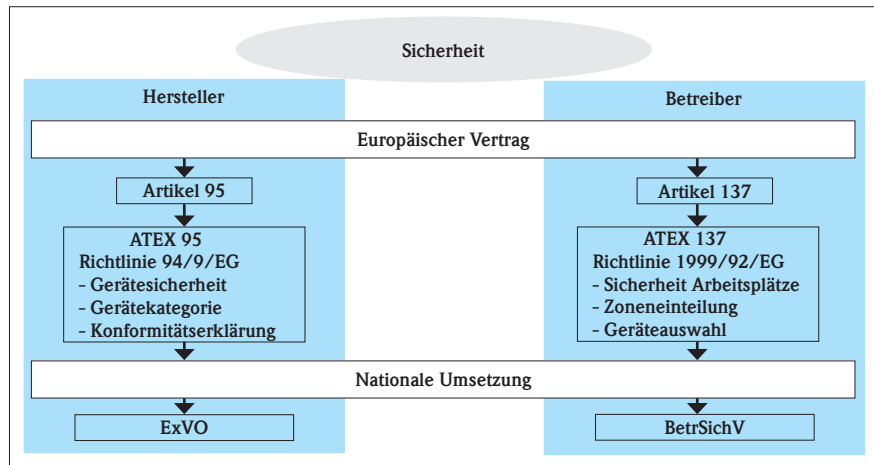 Sicherheit
Hersteller
Betreiber
Europäischer Vertrag
Artikel 95
Artikel 137
ATEX 95
Richtlinie 94/9/EG
- Gerätesicherheit
- Gerätekategorie
- Konformitätserklärung
ATEX 137
Richtlinie 1999/92/EG
- Sicherheit Arbeitsplätze
- Zoneneinteilung
- Geräteauswahl
Nationale Umsetzung
ExVO
BetrSichV